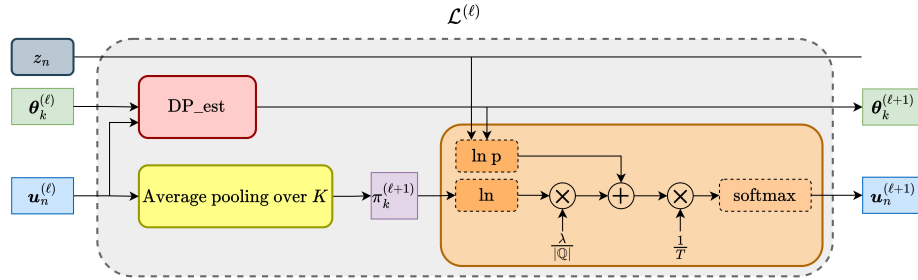 𝓛^{(ℓ)}
z_n
θ_k^{(ℓ)}
DP_est
θ_k^{(ℓ+1)}
ln p
u_n^{(ℓ)}
Average pooling over K
π_k^{(ℓ+1)}
ln
×
+
×
softmax
u_n^{(ℓ+1)}
λ/|ℚ|
1/T